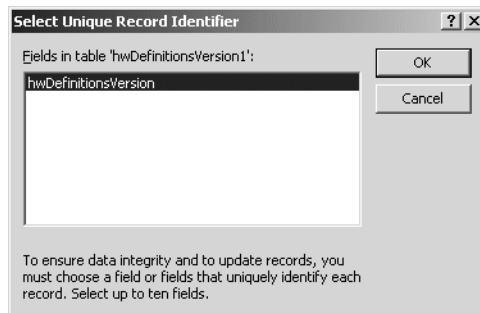 Select Unique Record Identifier
Fields in table 'hwDefinitionsVersion1':
OK
hwDefinitionsVersion
Cancel
To ensure data integrity and to update records, you
must choose a field or fields that uniquely identify each
record. Select up to ten fields.